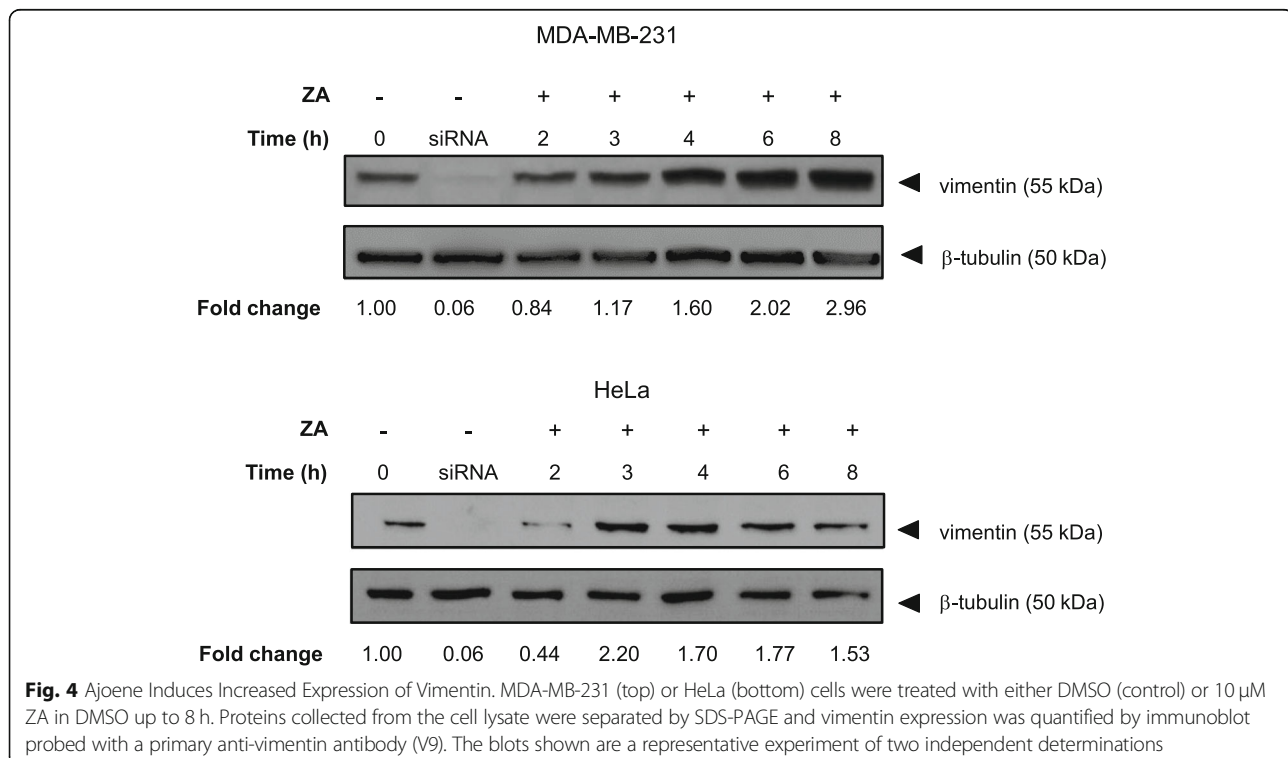 MDA-MB-231
ZA - - + + + + +
Time (h) 0 siRNA 2 3 4 6 8
vimentin (55 kDa)
β-tubulin (50 kDa)
Fold change 1.00 0.06 0.84 1.17 1.60 2.02 2.96
HeLa
ZA - - + + + + +
Time (h) 0 siRNA 2 3 4 6 8
vimentin (55 kDa)
β-tubulin (50 kDa)
Fold change 1.00 0.06 0.44 2.20 1.70 1.77 1.53
Fig. 4 Ajoene Induces Increased Expression of Vimentin. MDA-MB-231 (top) or HeLa (bottom) cells were treated with either DMSO (control) or 10 μM
ZA in DMSO up to 8 h. Proteins collected from the cell lysate were separated by SDS-PAGE and vimentin expression was quantified by immunoblot
probed with a primary anti-vimentin antibody (V9). The blots shown are a representative experiment of two independent determinations